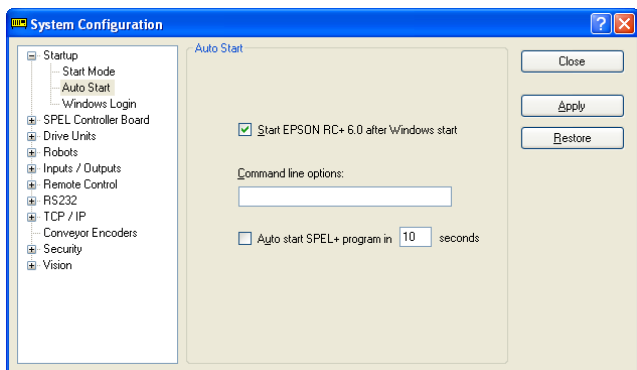 System Configuration
Startup
Start Mode
Auto Start
Windows Login
SPEL Controller Board
Drive Units
Robots
Inputs / Outputs
Remote Control
RS232
TCP / IP
Conveyor Encoders
Security
Vision
Auto Start
Start EPSON RC+ 6.0 after Windows start
Command line options:
Auto start SPEL+ program in 10 seconds
Close
Apply
Restore